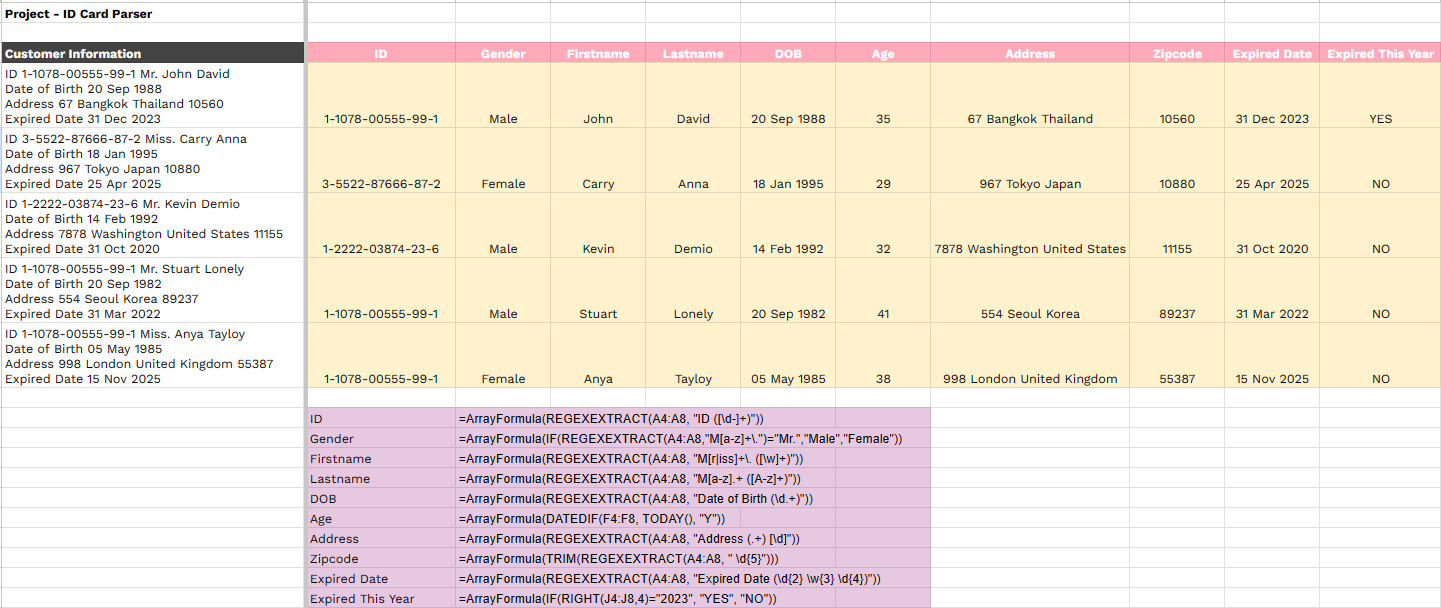 Project - ID Card Parser
Customer Information ID Gender Firstname Lastname DOB Age Address Zipcode Expired Date Expired This Year
ID 1-1078-00555-99-1 Mr. John David
Date of Birth 20 Sep 1988
Address 67 Bangkok Thailand 10560
Expired Date 31 Dec 2023
1-1078-00555-99-1 Male John David 20 Sep 1988 35 67 Bangkok Thailand 10560 31 Dec 2023 YES
ID 3-5522-87666-87-2 Miss. Carry Anna
Date of Birth 18 Jan 1995
Address 967 Tokyo Japan 10880
Expired Date 25 Apr 2025
3-5522-87666-87-2 Female Carry Anna 18 Jan 1995 29 967 Tokyo Japan 10880 25 Apr 2025 NO
ID 1-2222-03874-23-6 Mr. Kevin Demio
Date of Birth 14 Feb 1992
Address 7878 Washington United States 11155
Expired Date 31 Oct 2020
1-2222-03874-23-6 Male Kevin Demio 14 Feb 1992 32 7878 Washington United States 11155 31 Oct 2020 NO
ID 1-1078-00555-99-1 Mr. Stuart Lonely
Date of Birth 20 Sep 1982
Address 554 Seoul Korea 89237
Expired Date 31 Mar 2022
1-1078-00555-99-1 Male Stuart Lonely 20 Sep 1982 41 554 Seoul Korea 89237 31 Mar 2022 NO
ID 1-1078-00555-99-1 Miss. Anya Tayloy
Date of Birth 05 May 1985
Address 998 London United Kingdom 55387
Expired Date 15 Nov 2025
1-1078-00555-99-1 Female Anya Tayloy 05 May 1985 38 998 London United Kingdom 55387 15 Nov 2025 NO
ID =ArrayFormula(REGEXEXTRACT(A4:A8, "ID ([\d-]+)"))
Gender =ArrayFormula(IF(REGEXEXTRACT(A4:A8,"M[a-z]+\.")="Mr.","Male","Female"))
Firstname =ArrayFormula(REGEXEXTRACT(A4:A8, "M[r|iss]+\. ([\w]+)"))
Lastname =ArrayFormula(REGEXEXTRACT(A4:A8, "M[a-z].+ ([A-z]+)"))
DOB =ArrayFormula(REGEXEXTRACT(A4:A8, "Date of Birth (\d.+)"))
Age =ArrayFormula(DATEDIF(F4:F8, TODAY(), "Y"))
Address =ArrayFormula(REGEXEXTRACT(A4:A8, "Address (.+) [\d]"))
Zipcode =ArrayFormula(TRIM(REGEXEXTRACT(A4:A8, " \d{5}")))
Expired Date =ArrayFormula(REGEXEXTRACT(A4:A8, "Expired Date (\d{2} \w{3} \d{4})"))
Expired This Year =ArrayFormula(IF(RIGHT(J4:J8,4)="2023", "YES", "NO"))